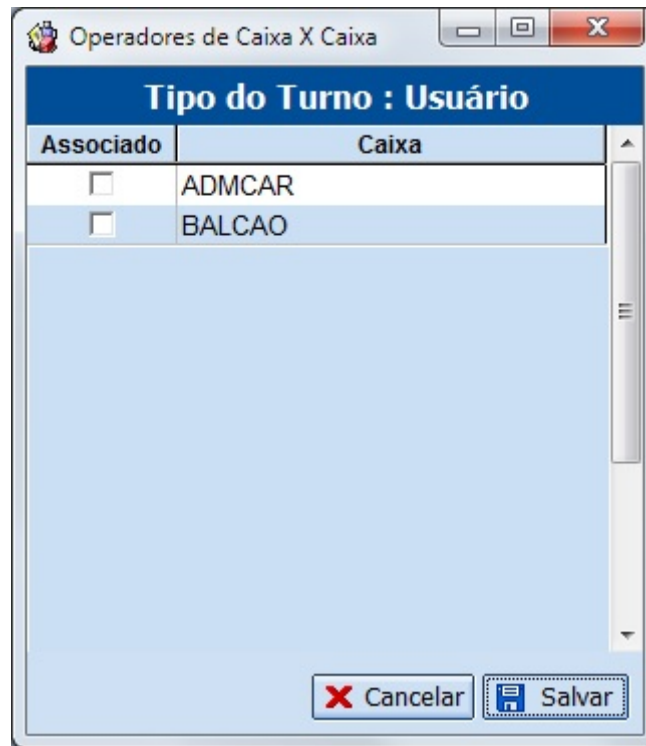 Operadores de Caixa X Caixa
Tipo do Turno : Usuário
Associado Caixa
ADMCAR
BALCAO
Cancelar Salvar